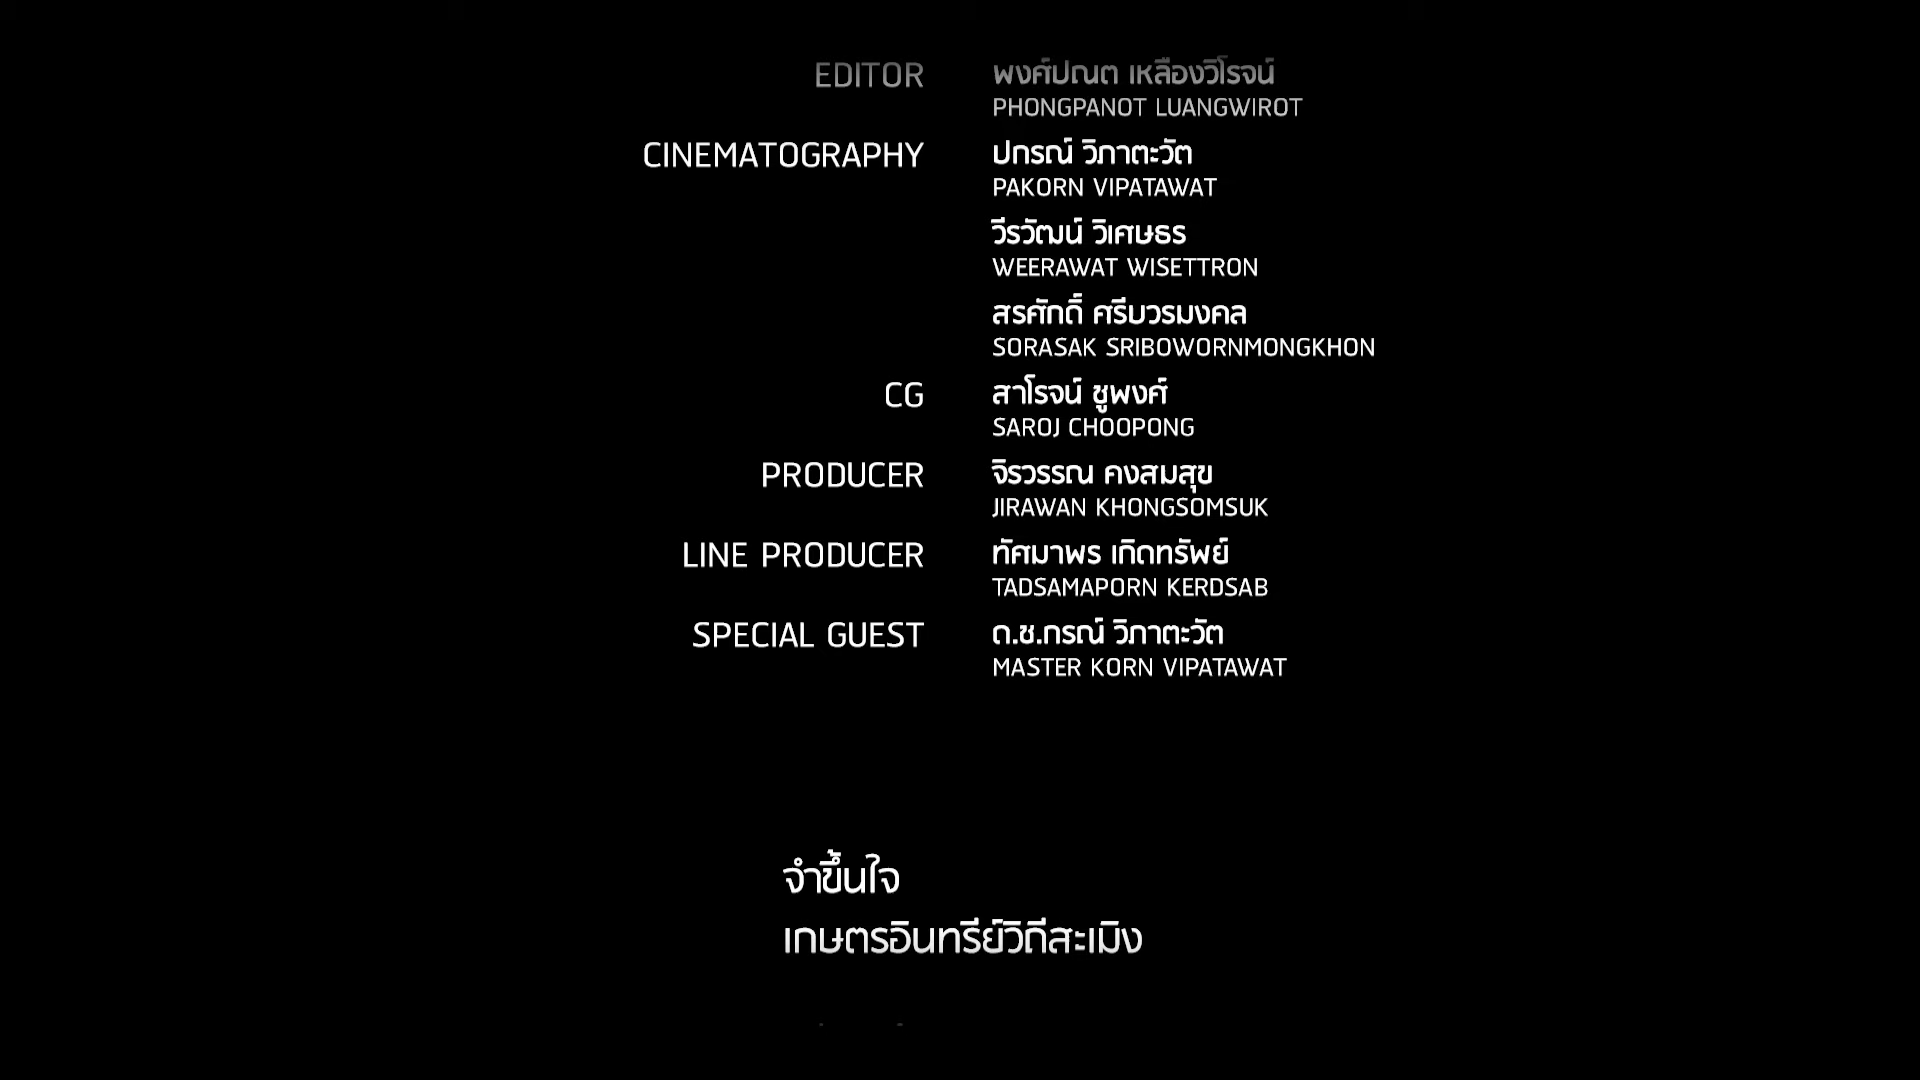 EDITOR พงศ์ปณต เหลืองวิโรจน์
PHONGPANOT LUANGWIROT
CINEMATOGRAPHY ปกรณ์ วิภาตะวัต
PAKORN VIPATAWAT
วีรวัฒน์ วิเศษธร
WEERAWAT WISETTRON
สรศักดิ์ ศรีบวรมงคล
SORASAK SRIBOWORNMONGKHON
CG สาโรจน์ ชูพงศ์
SAROJ CHOOPONG
PRODUCER จิรวรรณ คงสมสุข
JIRAWAN KHONGSOMSUK
LINE PRODUCER ทัศมาพร เกิดทรัพย์
TADSAMAPORN KERDSAB
SPECIAL GUEST ด.ช.กรณ์ วิภาตะวัต
MASTER KORN VIPATAWAT
จำขึ้นใจ
เกษตรอินทรีย์วิถีสะเมิง